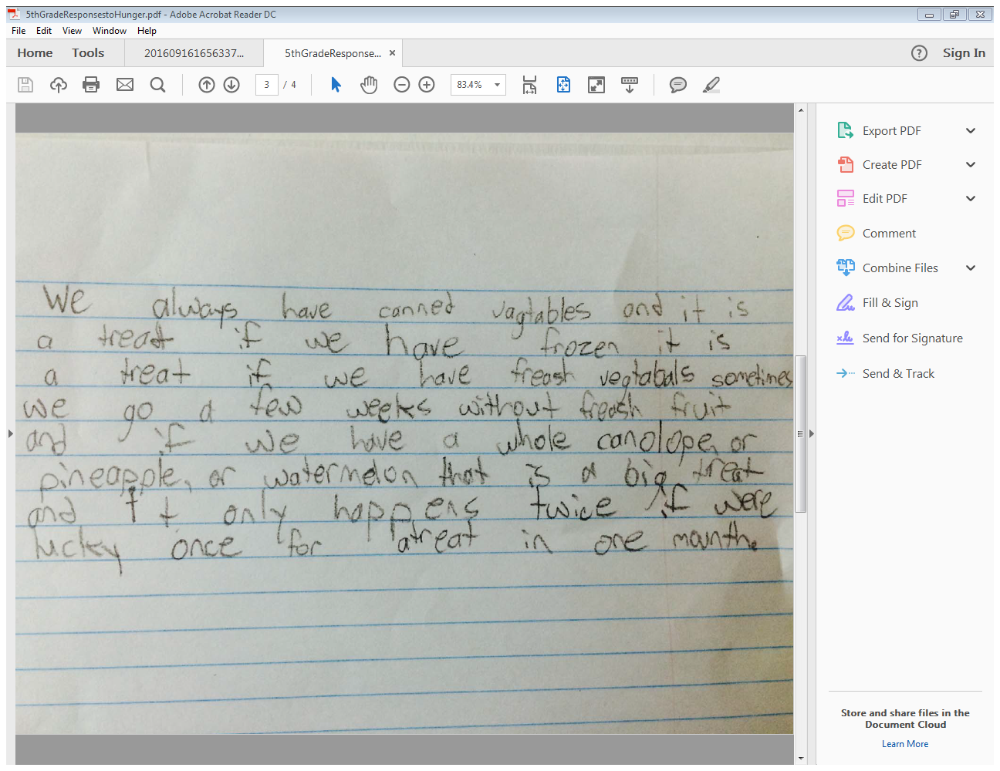 5thGradeResponsestoHunger.pdf - Adobe Acrobat Reader DC
File Edit View Window Help
Home Tools 201609161656337... 5thGradeResponse... × ? Sign In
3 / 4 83.4%
We always have canned vagtables and it is
a treat if we have frozen it is
a treat if we have freash vegtabals sometimes
we go a few weeks without freash fruit
and if we have a whole canolope, or
pineapple, or watermelon that is a big treat
and It only happens twice if were
lucky once for a treat in one mounth.
Export PDF
Create PDF
Edit PDF
Comment
Combine Files
Fill & Sign
Send for Signature
Send & Track
Store and share files in the
Document Cloud
Learn More